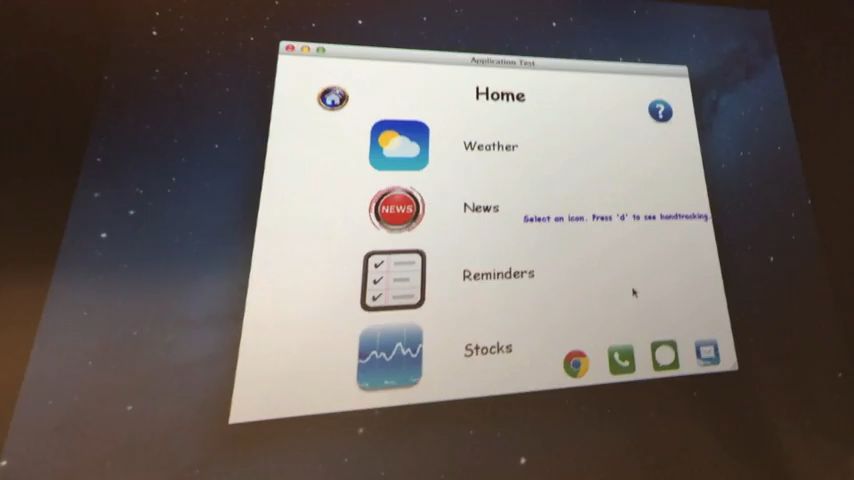 Application Test
Home
?
Weather
NEWS
News
Select an icon. Press 'd' to see handtracking.
Reminders
Stocks